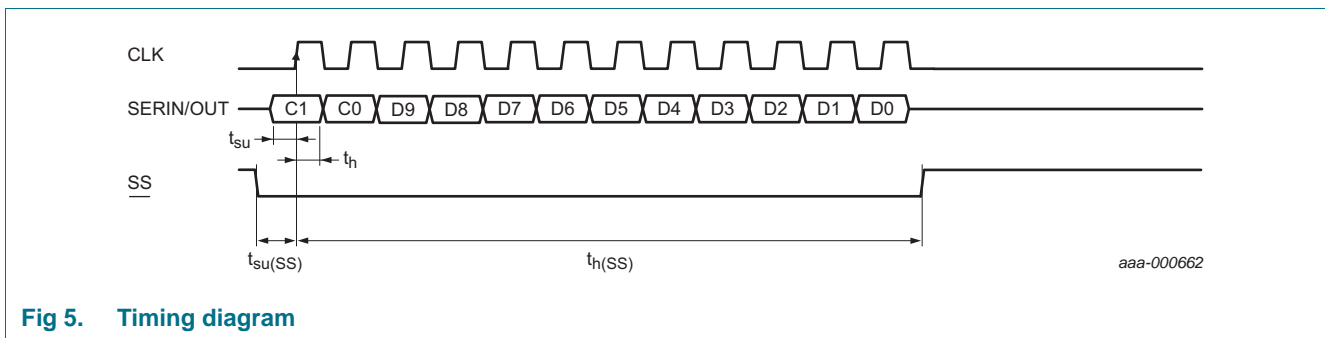 CLK
SERIN/OUT
C1 C0 D9 D8 D7 D6 D5 D4 D3 D2 D1 D0
tsu
th
SS
tsu(SS)
th(SS)
aaa-000662
Fig 5. Timing diagram